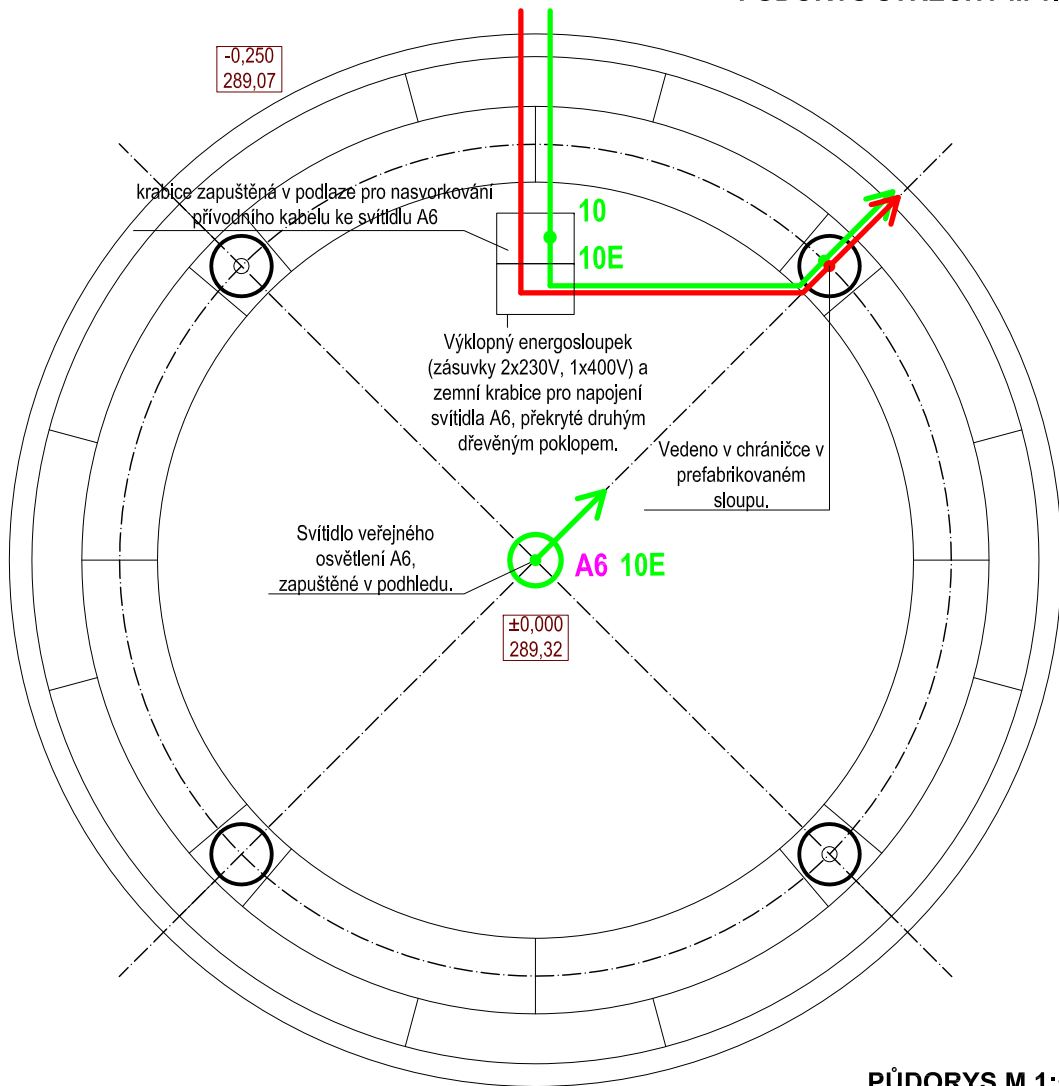 -0,250
289,07
krabice zapuštěná v podlaze pro nasvorkování
přívodního kabelu ke svítidlu A6
10
10E
Výklopný energosloupek
(zásuvky 2x230V, 1x400V) a
zemní krabice pro napojení
svítidla A6, překryté druhým
dřevěným poklopem.
Vedeno v chráničce v
prefabrikovaném
sloupu.
Svítidlo veřejného
osvětlení A6,
zapuštěné v podhledu.
A6 10E
±0,000
289,32
PŮDORYS M 1: